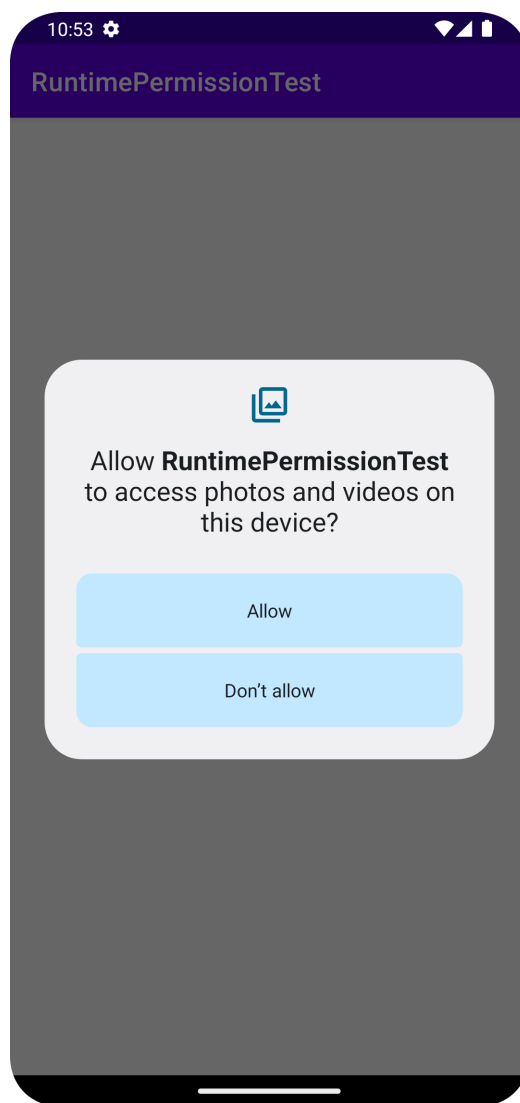 10:53
RuntimePermissionTest
Allow RuntimePermissionTest
to access photos and videos on
this device?
Allow
Don’t allow